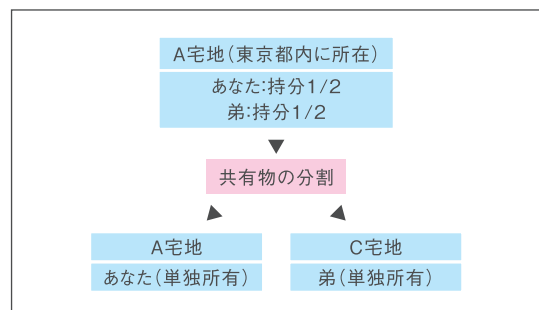 A宅地（東京都内に所在）
あなた：持分1/2
弟：持分1/2
共有物の分割
A宅地
あなた（単独所有）
C宅地
弟（単独所有）